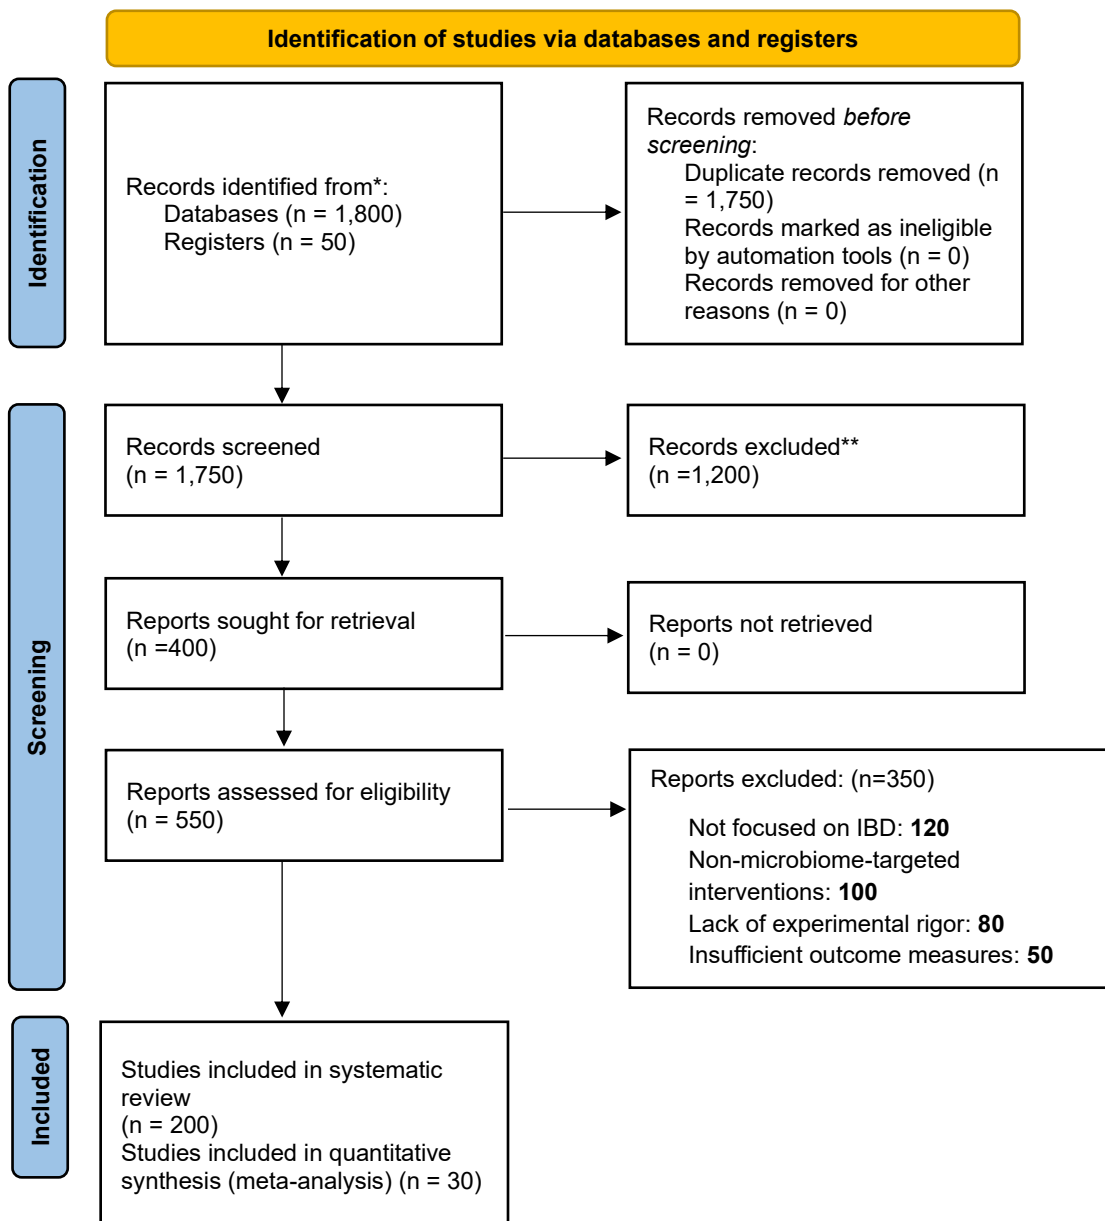 Identification of studies via databases and registers
Identification
Records identified from*:
Databases (n = 1,800)
Registers (n = 50)
Records removed before
screening:
Duplicate records removed (n
= 1,750)
Records marked as ineligible
by automation tools (n = 0)
Records removed for other
reasons (n = 0)
Screening
Records screened
(n = 1,750)
Records excluded**
(n =1,200)
Reports sought for retrieval
(n =400)
Reports not retrieved
(n = 0)
Reports assessed for eligibility
(n = 550)
Reports excluded: (n=350)
Not focused on IBD: 120
Non-microbiome-targeted
interventions: 100
Lack of experimental rigor: 80
Insufficient outcome measures: 50
Included
Studies included in systematic
review
(n = 200)
Studies included in quantitative
synthesis (meta-analysis) (n = 30)